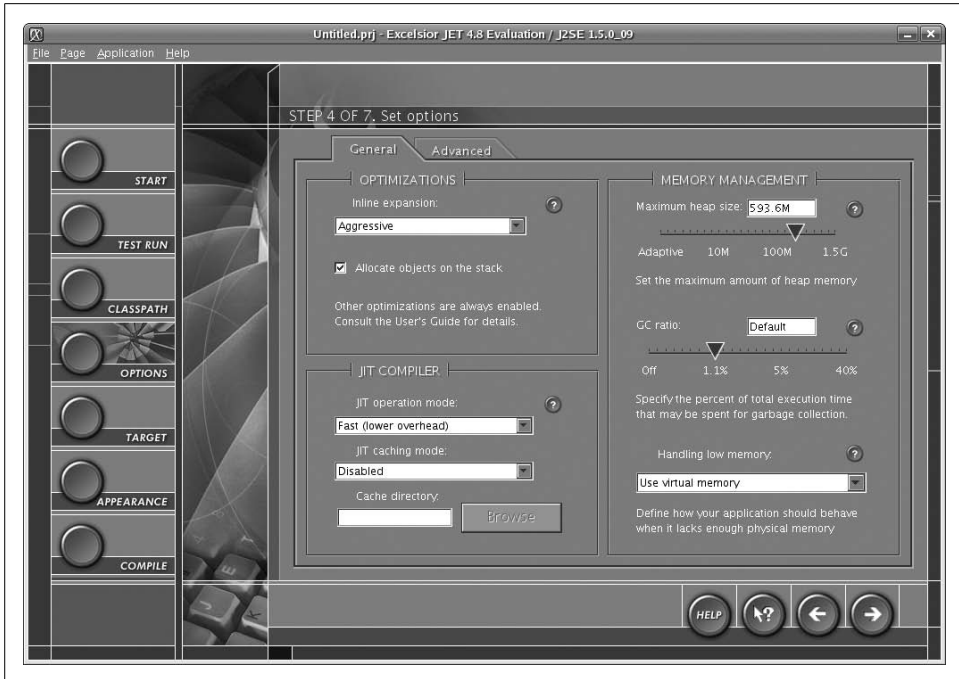 Untitled.prj - Excelsior JET 4.8 Evaluation / J2SE 1.5.0_09
File Page Application Help
STEP 4 OF 7. Set options
START
TEST RUN
CLASSPATH
OPTIONS
TARGET
APPEARANCE
COMPILE
General Advanced
OPTIMIZATIONS
Inline expansion: ?
Aggressive
Allocate objects on the stack
Other optimizations are always enabled.
Consult the User's Guide for details.
JIT COMPILER
JIT operation mode: ?
Fast (lower overhead)
JIT caching mode:
Disabled
Cache directory:
Browse
MEMORY MANAGEMENT
Maximum heap size: 593.6M ?
Adaptive 10M 100M 1.5G
Set the maximum amount of heap memory
GC ratio: Default ?
Off 1.1% 5% 40%
Specify the percent of total execution time
that may be spent for garbage collection.
Handling low memory: ?
Use virtual memory
Define how your application should behave
when it lacks enough physical memory
HELP ?